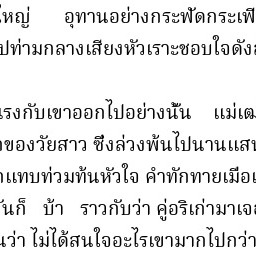 ใหญ่ อุทานอย่างกระฟัดกระเฟี
ปท่ามกลางเสียงหัวเราะชอบใจดัง
แรงกับเขาออกไปอย่างนั้น แม่เฒ
ของวัยสาว ซึ่งล่วงพ้นไปนานแสน
แทบท่วมท้นหัวใจ คำทักทายเมื่อ
ันก็ บ้า ราวกับว่า คู่อริเก่ามาเจ
นว่า ไม่ได้สนใจอะไรเขามากไปกว่า